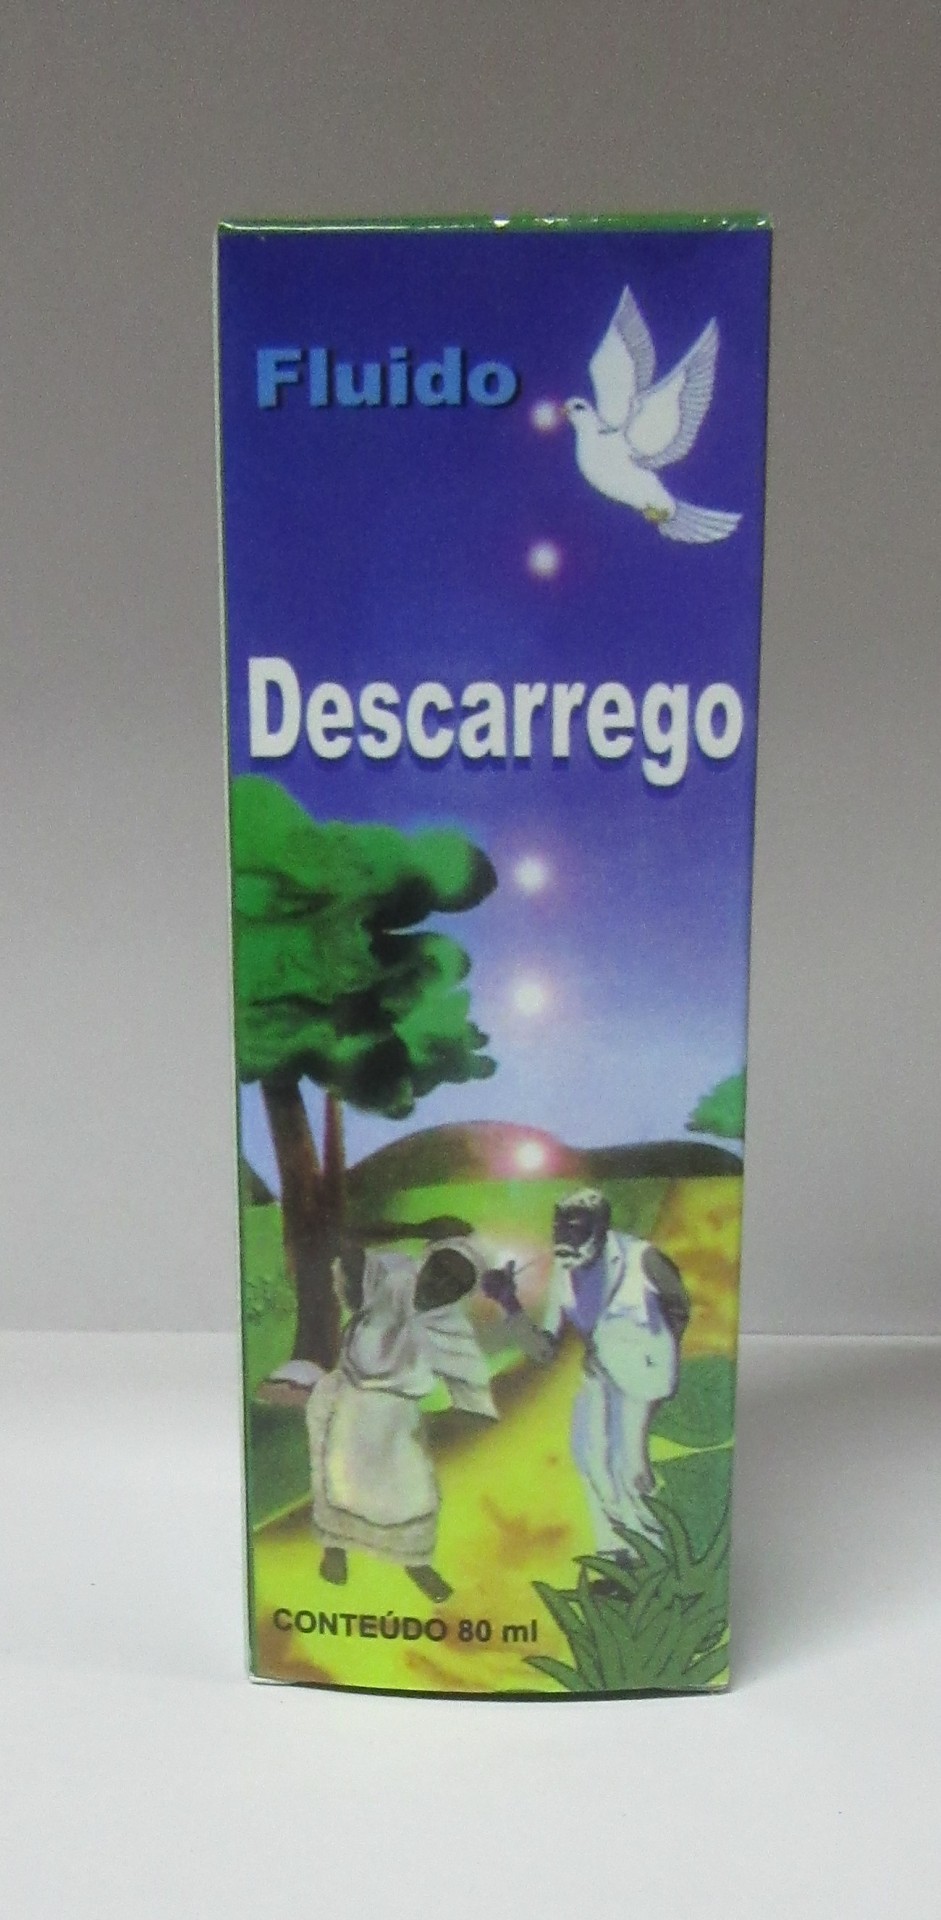 Fluido
Descarrego
CONTEÚDO 80 ml